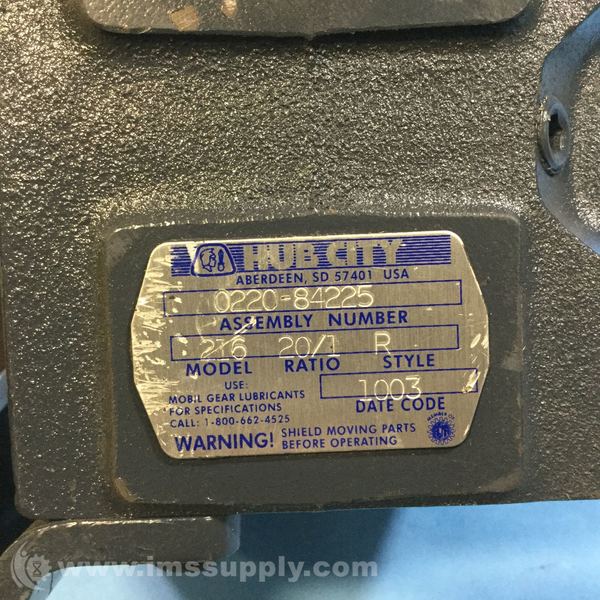 HUB CITY
ABERDEEN, SD 57401 USA
0220-84225
ASSEMBLY NUMBER
216 20/1 R
MODEL RATIO STYLE
USE:
MOBIL GEAR LUBRICANTS
FOR SPECIFICATIONS
CALL: 1-800-662-4525
1003
DATE CODE
MEMBER OF
WARNING! SHIELD MOVING PARTS
BEFORE OPERATING
www.imssupply.com